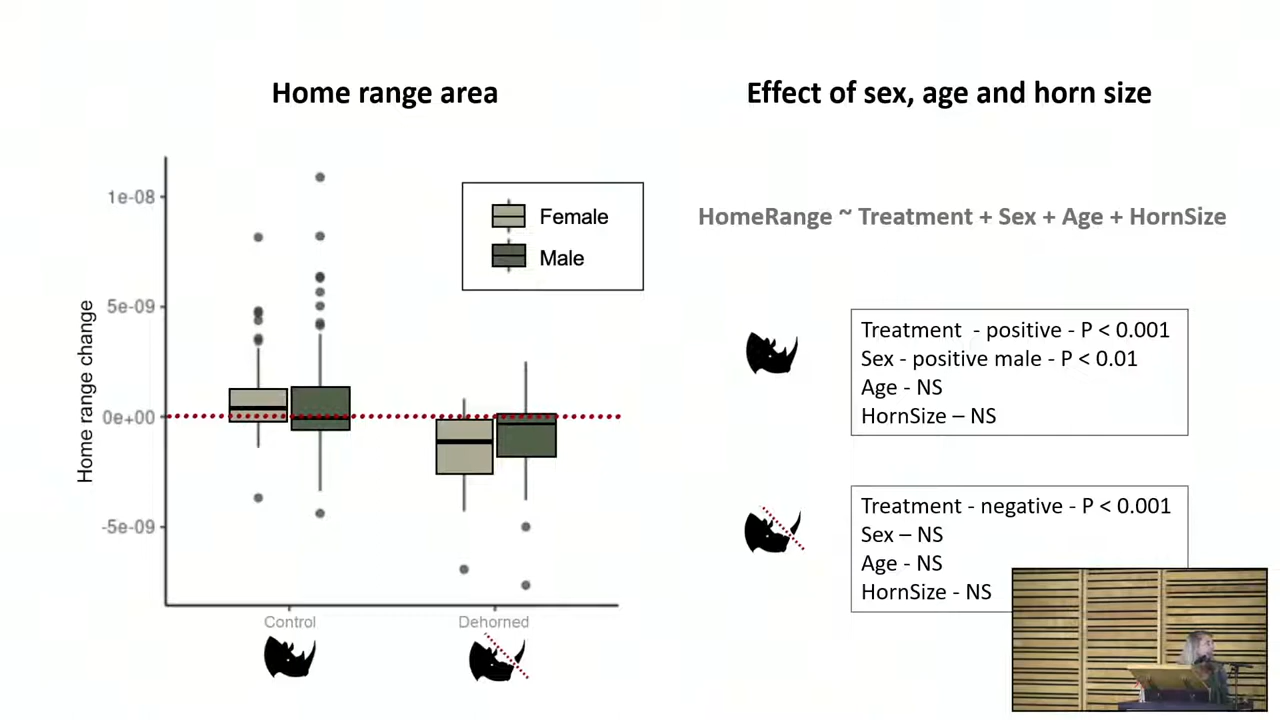 Home range area
Effect of sex, age and horn size
Home range change
1e-08
5e-09
0e+00
-5e-09
Female
Male
Control
Dehorned
HomeRange ~ Treatment + Sex + Age + HornSize
Treatment - positive - P < 0.001
Sex - positive male - P < 0.01
Age - NS
HornSize – NS
Treatment - negative - P < 0.001
Sex – NS
Age - NS
HornSize - NS